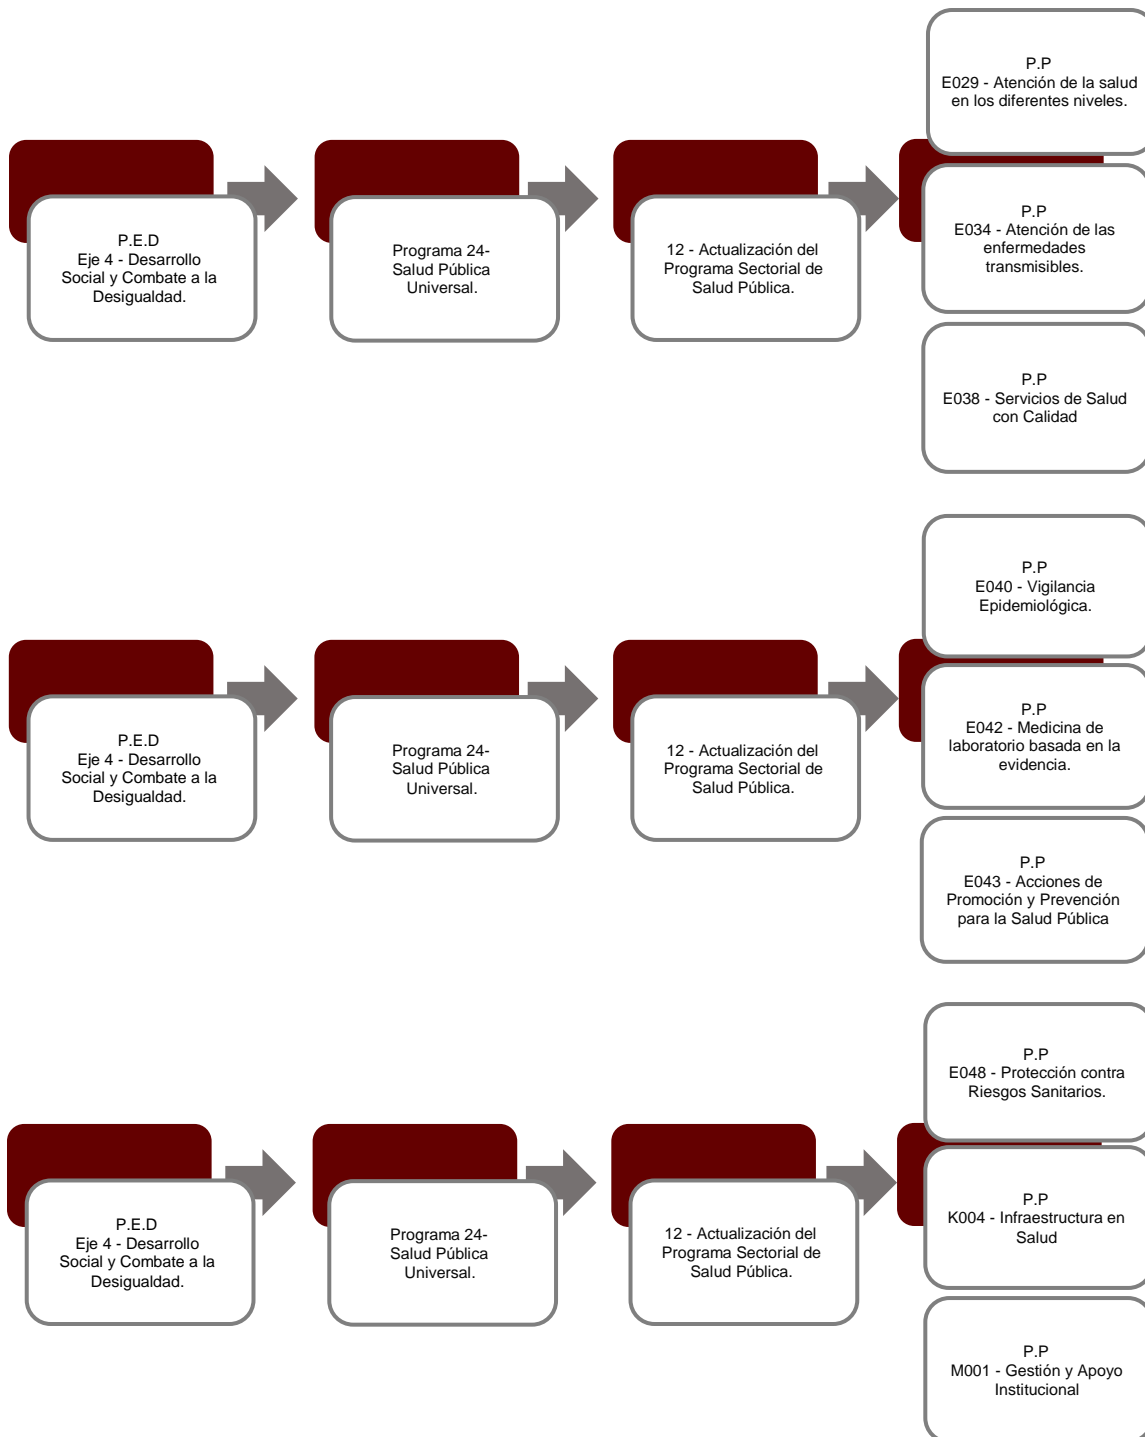 P.E.D
Eje 4 - Desarrollo
Social y Combate a la
Desigualdad.
Programa 24-
Salud Pública
Universal.
12 - Actualización del
Programa Sectorial de
Salud Pública.
P.P
E029 - Atención de la salud
en los diferentes niveles.
P.P
E034 - Atención de las
enfermedades
transmisibles.
P.P
E038 - Servicios de Salud
con Calidad
P.E.D
Eje 4 - Desarrollo
Social y Combate a la
Desigualdad.
Programa 24-
Salud Pública
Universal.
12 - Actualización del
Programa Sectorial de
Salud Pública.
P.P
E040 - Vigilancia
Epidemiológica.
P.P
E042 - Medicina de
laboratorio basada en la
evidencia.
P.P
E043 - Acciones de
Promoción y Prevención
para la Salud Pública
P.E.D
Eje 4 - Desarrollo
Social y Combate a la
Desigualdad.
Programa 24-
Salud Pública
Universal.
12 - Actualización del
Programa Sectorial de
Salud Pública.
P.P
E048 - Protección contra
Riesgos Sanitarios.
P.P
K004 - Infraestructura en
Salud
P.P
M001 - Gestión y Apoyo
Institucional